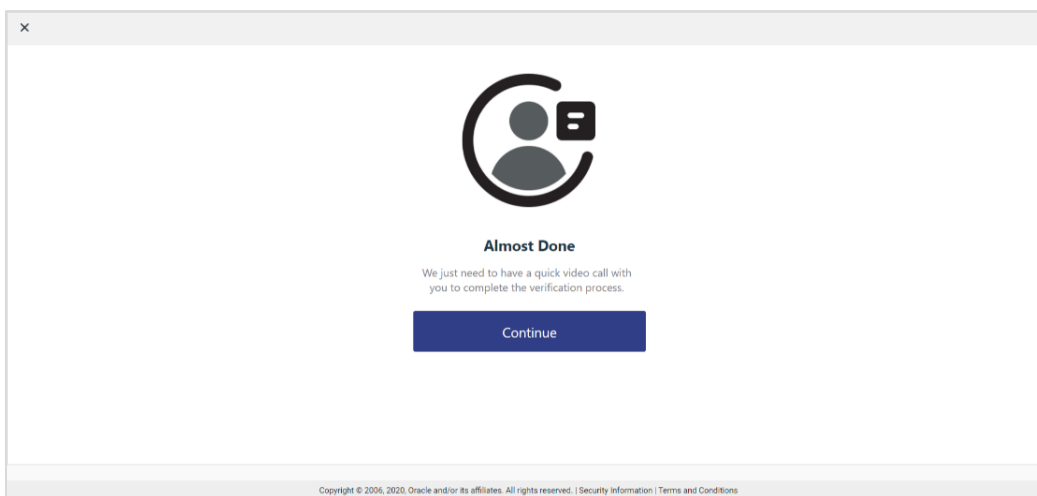 ×
Almost Done
We just need to have a quick video call with
you to complete the verification process.
Continue
Copyright © 2006, 2020, Oracle and/or its affiliates. All rights reserved. | Security Information | Terms and Conditions